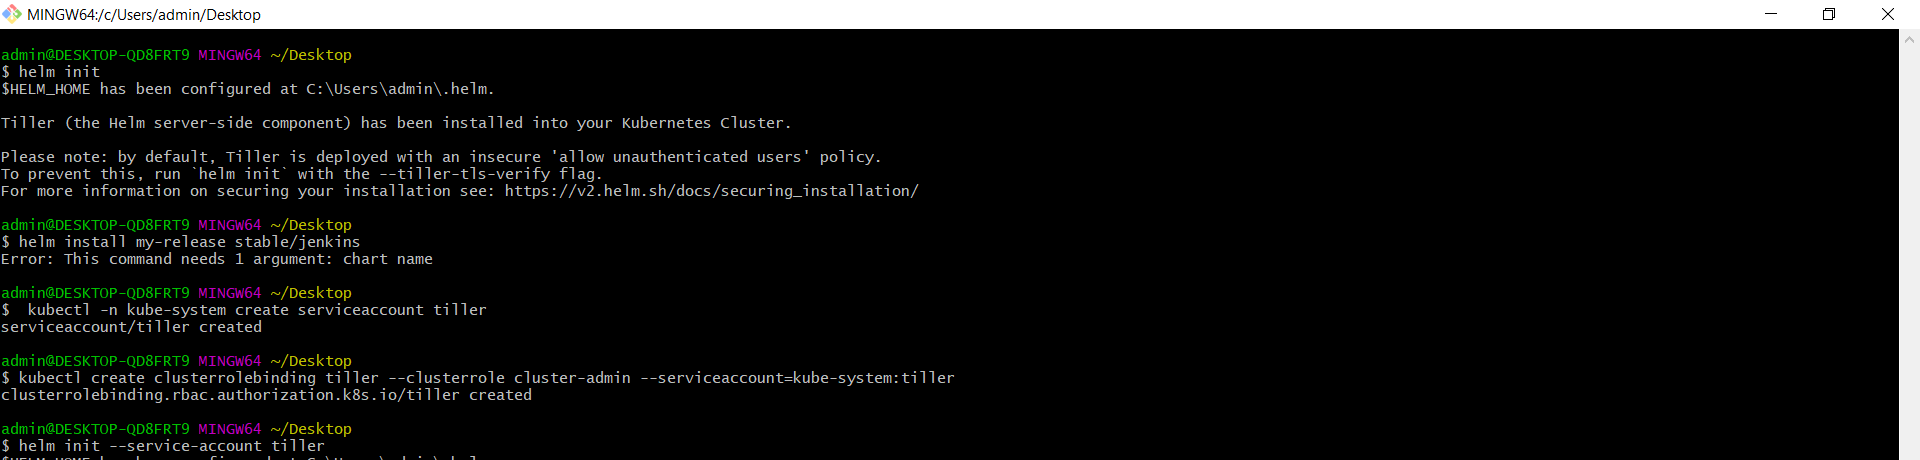 MINGW64:/c/Users/admin/Desktop
admin@DESKTOP-QD8FRT9 MINGW64 ~/Desktop
$ helm init
$HELM_HOME has been configured at C:\Users\admin\.helm.
Tiller (the Helm server-side component) has been installed into your Kubernetes Cluster.
Please note: by default, Tiller is deployed with an insecure 'allow unauthenticated users' policy.
To prevent this, run `helm init` with the --tiller-tls-verify flag.
For more information on securing your installation see: https://v2.helm.sh/docs/securing_installation/
admin@DESKTOP-QD8FRT9 MINGW64 ~/Desktop
$ helm install my-release stable/jenkins
Error: This command needs 1 argument: chart name
admin@DESKTOP-QD8FRT9 MINGW64 ~/Desktop
$  kubectl -n kube-system create serviceaccount tiller
serviceaccount/tiller created
admin@DESKTOP-QD8FRT9 MINGW64 ~/Desktop
$ kubectl create clusterrolebinding tiller --clusterrole cluster-admin --serviceaccount=kube-system:tiller
clusterrolebinding.rbac.authorization.k8s.io/tiller created
admin@DESKTOP-QD8FRT9 MINGW64 ~/Desktop
$ helm init --service-account tiller